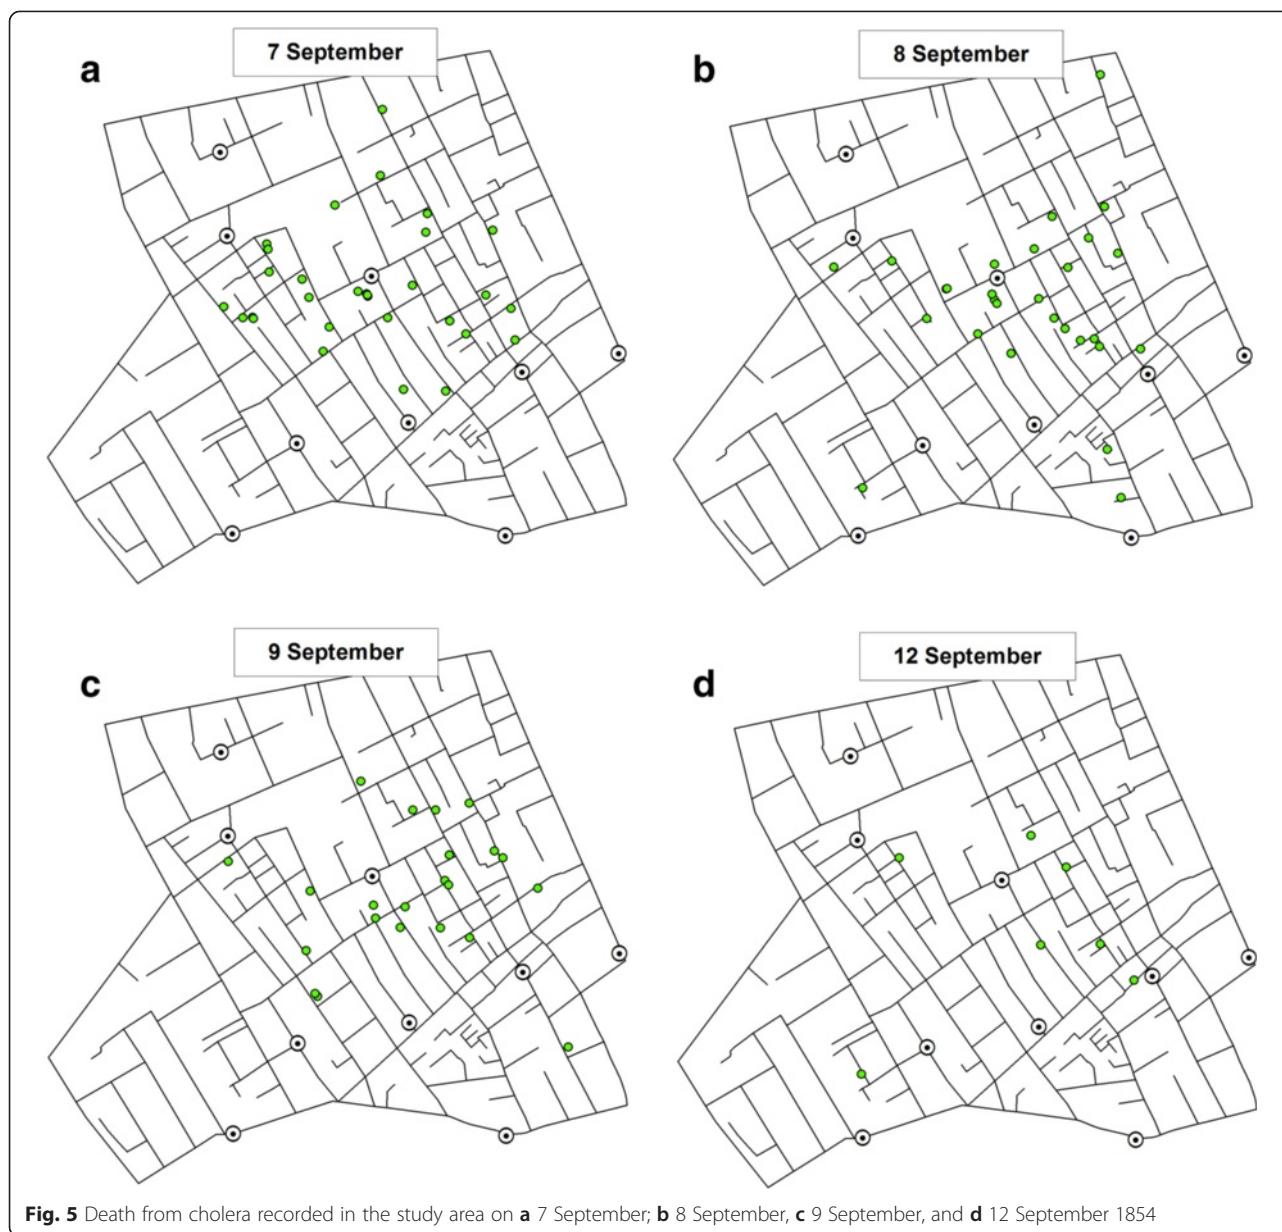 7 September
8 September
a
b
9 September
12 September
c
d
Fig. 5 Death from cholera recorded in the study area on a 7 September; b 8 September, c 9 September, and d 12 September 1854